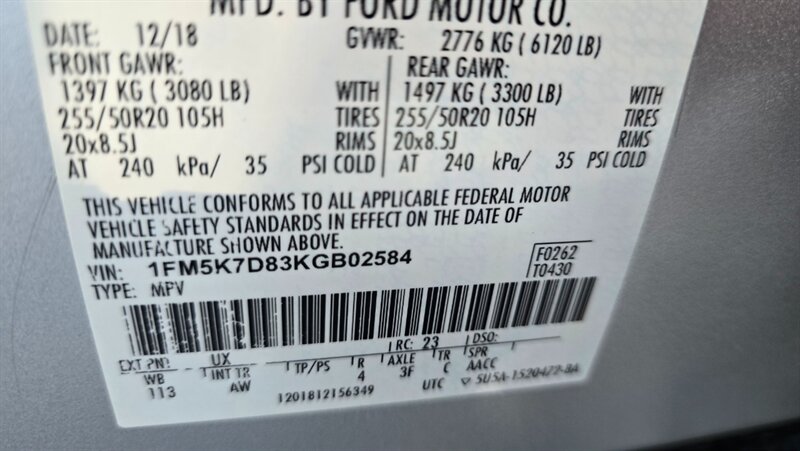 MFD. BY FORD MOTOR CO.
DATE: 12/18 GVWR: 2776 KG ( 6120 LB)
FRONT GAWR: REAR GAWR:
1397 KG ( 3080 LB) WITH 1497 KG ( 3300 LB) WITH
255/50R20 105H TIRES 255/50R20 105H TIRES
20x8.5J RIMS 20x8.5J RIMS
AT 240 kPa/ 35 PSI COLD AT 240 kPa/ 35 PSI COLD
THIS VEHICLE CONFORMS TO ALL APPLICABLE FEDERAL MOTOR
VEHICLE SAFETY STANDARDS IN EFFECT ON THE DATE OF
MANUFACTURE SHOWN ABOVE.
VIN: 1FM5K7D83KGB02584 F0262
TYPE: MPV T0430
RC: 23 DSO:
EXT PNT: UX
WB INT TR TP/PS R AXLE TR SPR
113 AW 4 3F C AACC
1201812156349 UTC ▽ 5U5A-1520472-BA